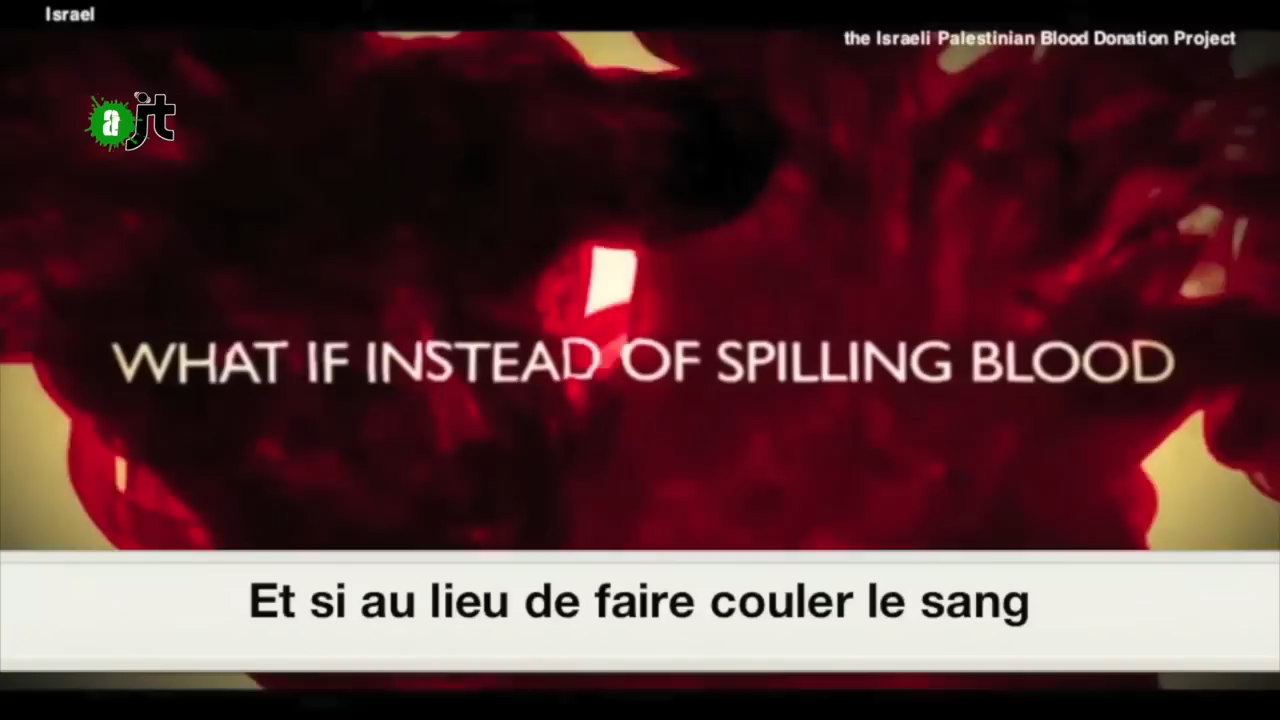 Israel
the Israeli Palestinian Blood Donation Project
ajt
WHAT IF INSTEAD OF SPILLING BLOOD
Et si au lieu de faire couler le sang